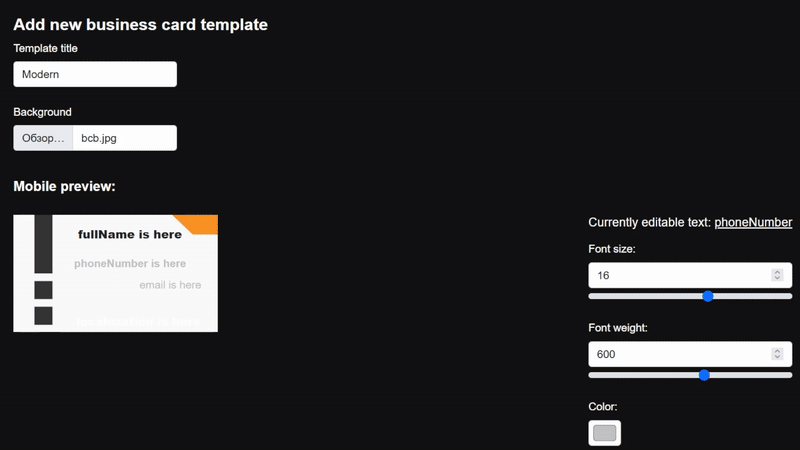 Add new business card template
Template title
Modern
Background
Обзор… bcb.jpg
Mobile preview:
fullName is here
phoneNumber is here
email is here
Currently editable text: phoneNumber
Font size:
16
Font weight:
600
Color: